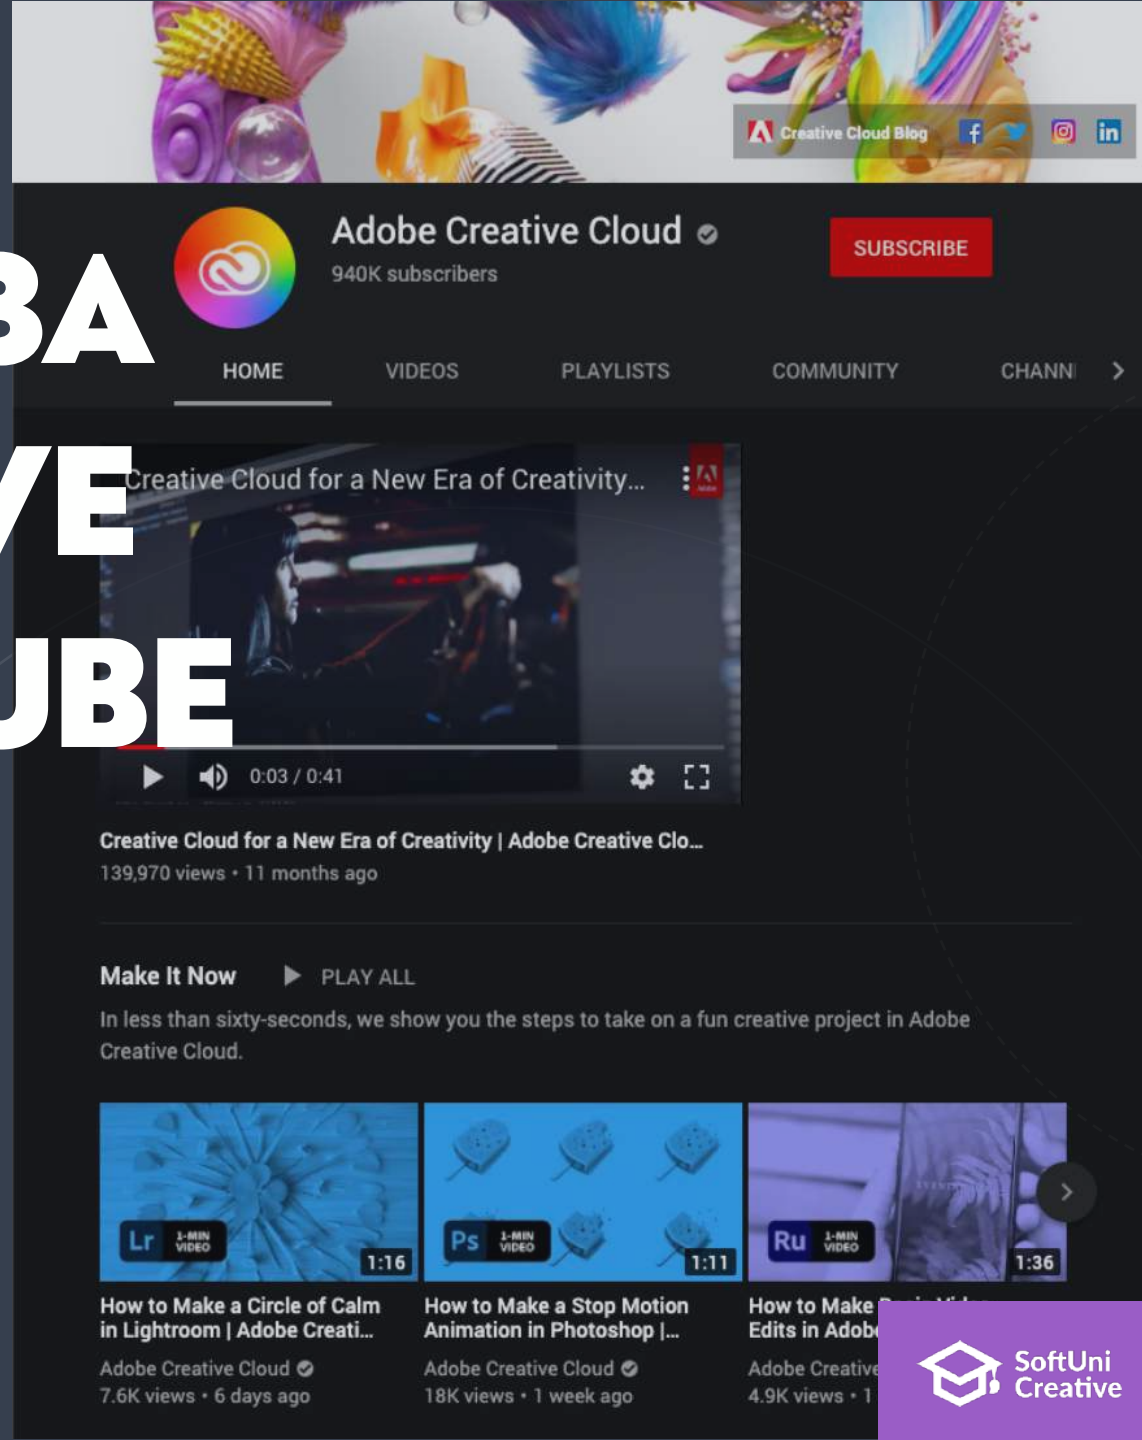 Creative Cloud Blog
Adobe Creative Cloud
940K subscribers
SUBSCRIBE
BA
HOME VIDEOS PLAYLISTS COMMUNITY CHANN
VE
Creative Cloud for a New Era of Creativity...
Adobe
UBE
0:03 / 0:41
Creative Cloud for a New Era of Creativity | Adobe Creative Clo...
139,970 views • 11 months ago
Make It Now PLAY ALL
In less than sixty-seconds, we show you the steps to take on a fun creative project in Adobe
Creative Cloud.
Lr 1-MIN VIDEO 1:16
Ps 1-MIN VIDEO 1:11
Ru 1-MIN VIDEO 1:36
How to Make a Circle of Calm
in Lightroom | Adobe Creati...
Adobe Creative Cloud
7.6K views • 6 days ago
How to Make a Stop Motion
Animation in Photoshop |...
Adobe Creative Cloud
18K views • 1 week ago
How to Make
Edits in Adob
Adobe Creative
4.9K views • 1
SoftUni
Creative